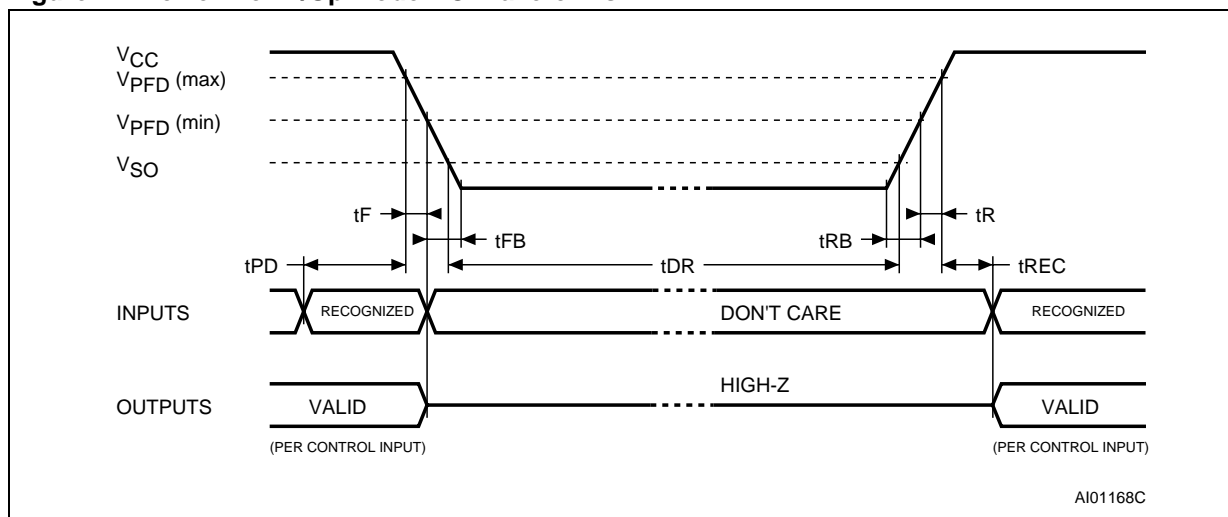 VCC
VPFD (max)
VPFD (min)
VSO
tF
tFB
tR
tRB
tPD
tDR
tREC
INPUTS
RECOGNIZED
DON'T CARE
RECOGNIZED
HIGH-Z
OUTPUTS
VALID
VALID
(PER CONTROL INPUT)
(PER CONTROL INPUT)
AI01168C